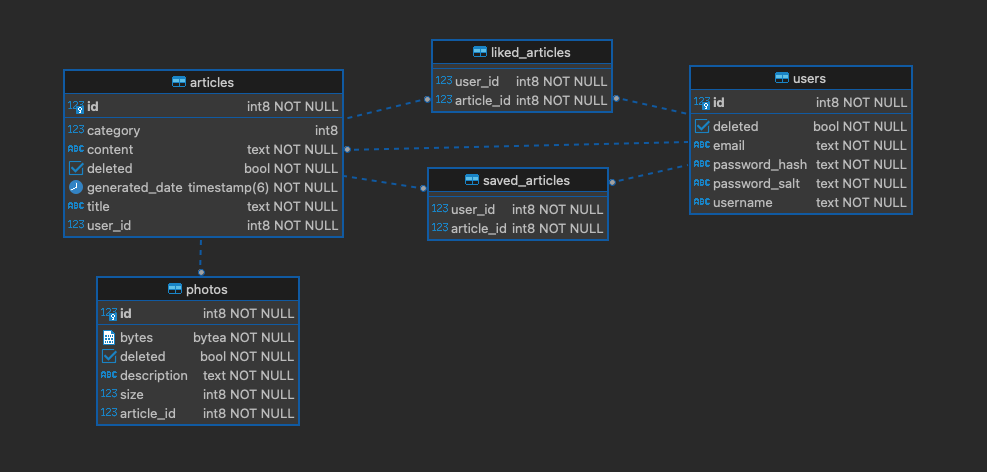 articles
123 id int8 NOT NULL
123 category int8
ABC content text NOT NULL
deleted bool NOT NULL
generated_date timestamp(6) NOT NULL
ABC title text NOT NULL
123 user_id int8 NOT NULL
liked_articles
123 user_id int8 NOT NULL
123 article_id int8 NOT NULL
saved_articles
123 user_id int8 NOT NULL
123 article_id int8 NOT NULL
users
123 id int8 NOT NULL
deleted bool NOT NULL
ABC email text NOT NULL
ABC password_hash text NOT NULL
ABC password_salt text NOT NULL
ABC username text NOT NULL
photos
123 id int8 NOT NULL
bytes bytea NOT NULL
deleted bool NOT NULL
ABC description text NOT NULL
123 size int8 NOT NULL
123 article_id int8 NOT NULL